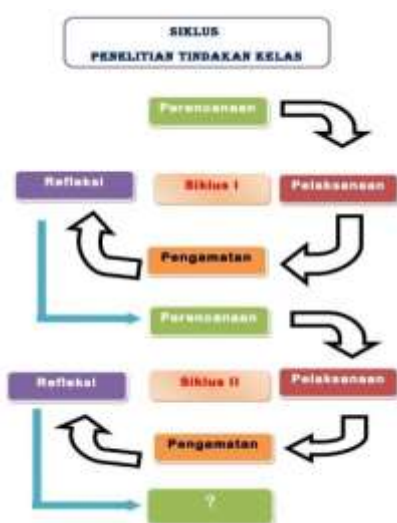 SIKLUS
PENELITIAN TINDAKAN KELAS
Perencanaan
Refleksi
Siklus I
Pelaksanaan
Pengamatan
Perencanaan
Refleksi
Siklus II
Pelaksanaan
Pengamatan
?